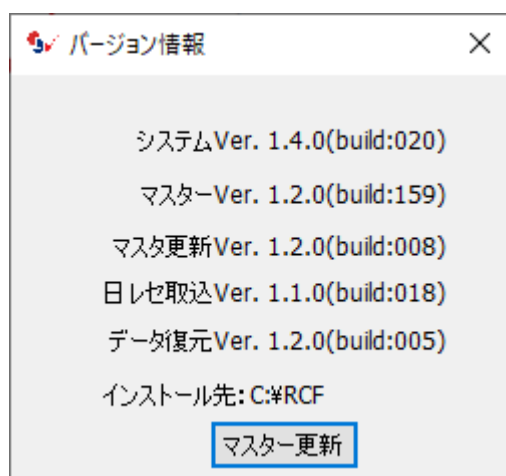 バージョン情報
システムVer. 1.4.0(build:020)
マスターVer. 1.2.0(build:159)
マスタ更新Ver. 1.2.0(build:008)
日レセ取込Ver. 1.1.0(build:018)
データ復元Ver. 1.2.0(build:005)
インストール先: C:¥RCF
マスター更新